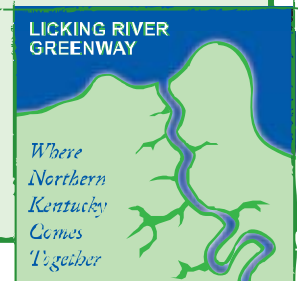 LICKING RIVER
GREENWAY
Where
Northern
Kentucky
Comes
Together